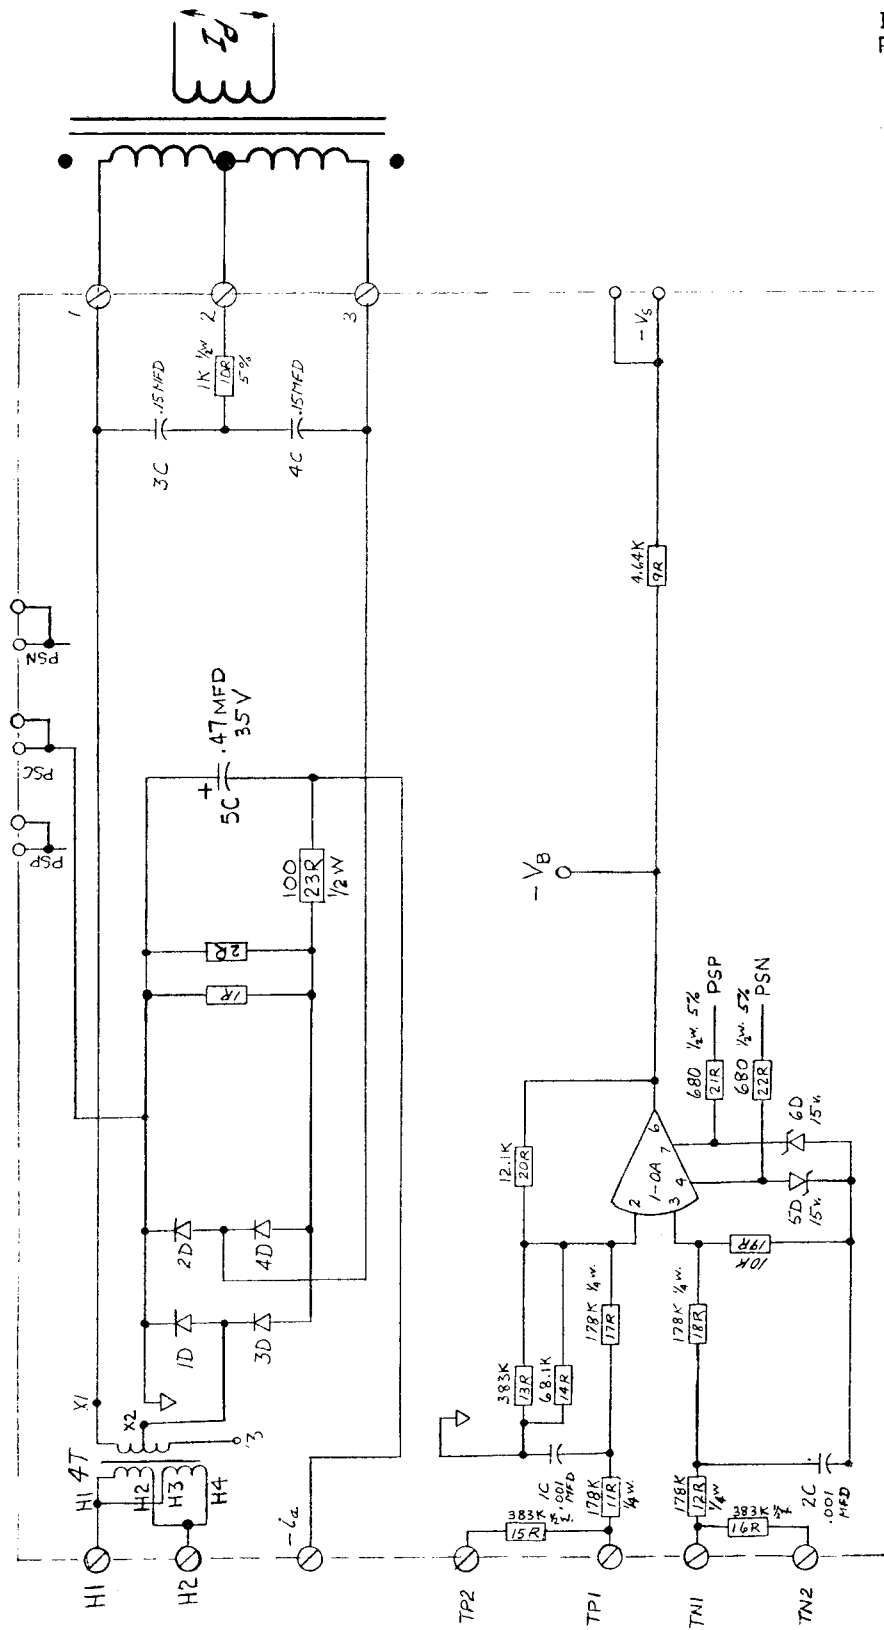 I
P
Id
1
2
3
.15MFD
3C
1K ½W
10R
5%
.15MFD
4C
-Vs
4.64K
9R
PSN
PSC
PSP
.47MFD
35V
+
5C
100
23R
1/2W
2R
1R
-VB
680 ½W. 5%
21R
PSP
680 ½W. 5%
22R
PSN
6D
15V.
5D
15V.
12.1K
20R
1-OA
2
3
4
6
7
10K
19R
2D
4D
1D
3D
178K ¼W.
17R
178K ¼W.
18R
383K
13R
68.1K
14R
X1
X2
4T
H1
H2
H3
H4
1C
.001
MFD
178K
11R
¼W.
178K
12R
¼W
2C
.001
MFD
15R
16R
H1
H2
-ia
TP2
TP1
TN1
TN2